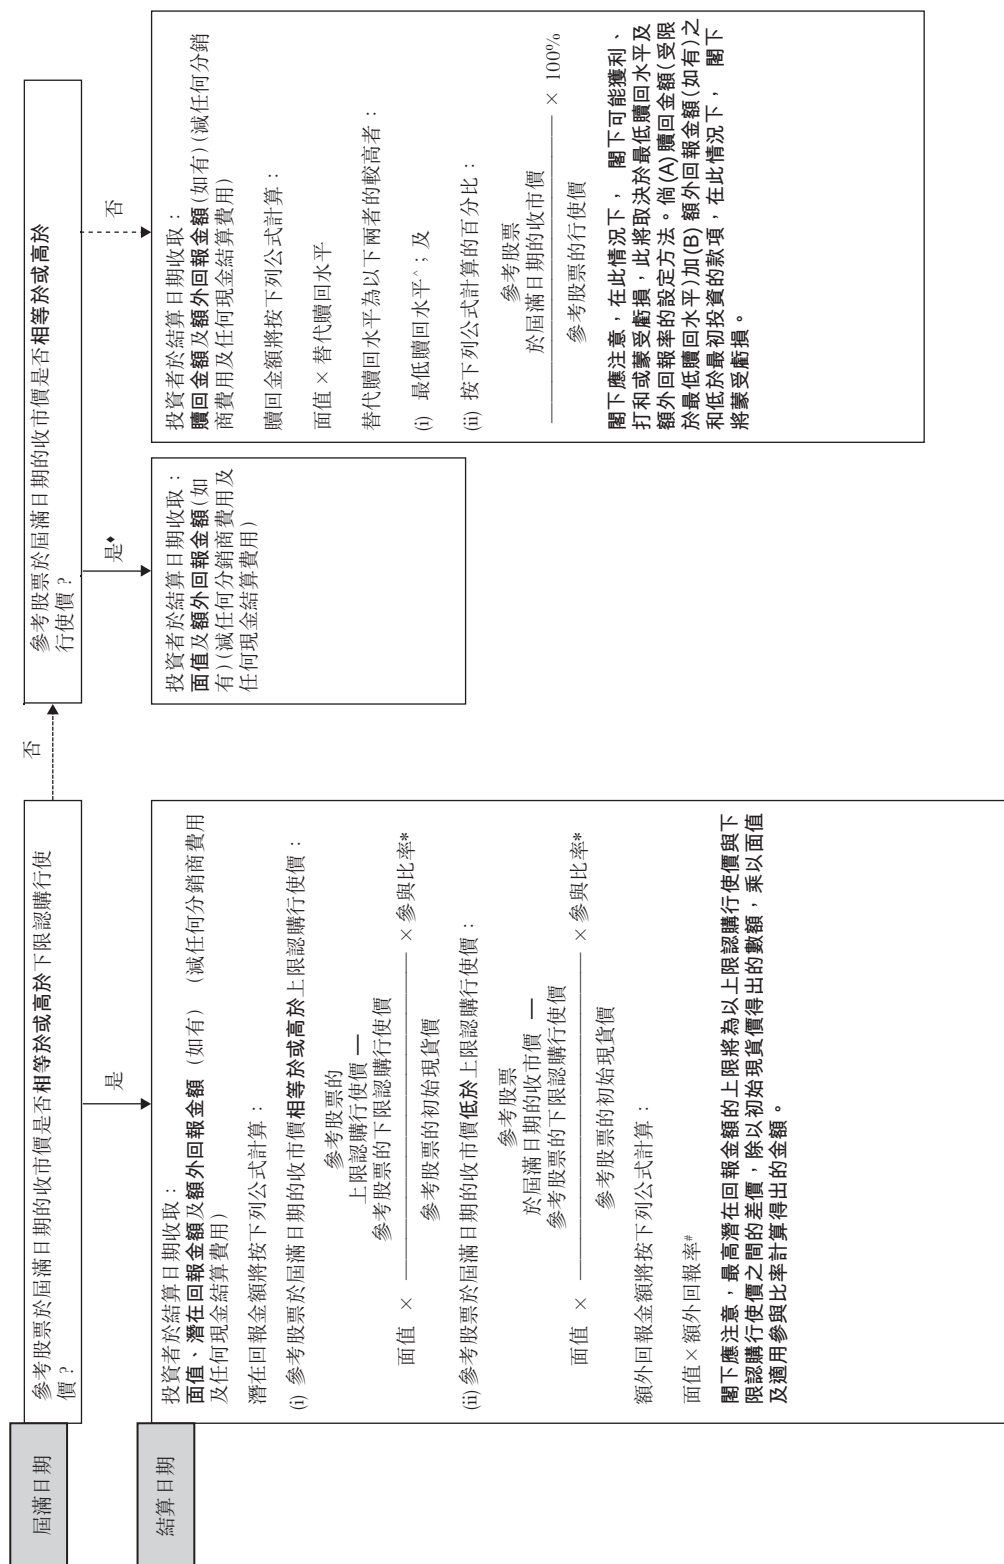 屆滿日期
參考股票於屆滿日期的收市價是否相等於或高於下限認購行使
價?
否
參考股票於屆滿日期的收市價是否相等於或高於
行使價?
是
是♦
否
結算日期
投資者於結算日期收取:
面值、潛在回報金額及額外回報金額(如有) (減任何分銷商費用
及任何現金結算費用)
潛在回報金額將按下列公式計算:
(i) 參考股票於屆滿日期的收市價相等於或高於上限認購行使價:
參考股票的
上限認購行使價 —
參考股票的下限認購行使價
面值 × × 參與比率*
參考股票的初始現貨價
(ii) 參考股票於屆滿日期的收市價低於上限認購行使價:
參考股票
於屆滿日期的收市價 —
參考股票的下限認購行使價
面值 × × 參與比率*
參考股票的初始現貨價
額外回報金額將按下列公式計算:
面值×額外回報率#
閣下應注意,最高潛在回報金額的上限將為以上限認購行使價與下
限認購行使價之間的差價,除以初始現貨價得出的數額,乘以面值
及適用參與比率計算得出的金額。
投資者於結算日期收取:
面值及額外回報金額(如
有)(減任何分銷商費用及
任何現金結算費用)
投資者於結算日期收取:
贖回金額及額外回報金額(如有)(減任何分銷
商費用及任何現金結算費用)
贖回金額將按下列公式計算:
面值×替代贖回水平
替代贖回水平為以下兩者的較高者:
(i) 最低贖回水平^;及
(ii) 按下列公式計算的百分比:
參考股票
於屆滿日期的收市價
× 100%
參考股票的行使價
閣下應注意,在此情況下, 閣下可能獲利、
打和或蒙受虧損,此將取決於最低贖回水平及
額外回報率的設定方法。倘(A)贖回金額(受限
於最低贖回水平)加(B)額外回報金額(如有)之
和低於最初投資的款項,在此情況下, 閣下
將蒙受虧損。